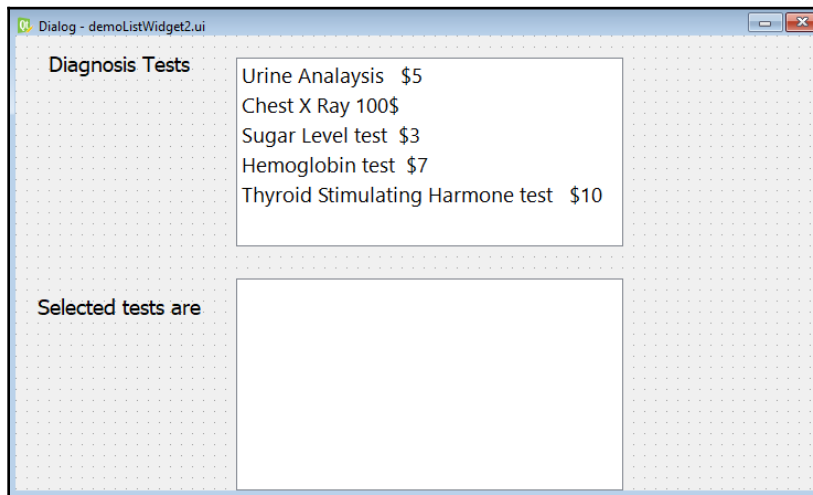 Dialog - demoListWidget2.ui
Diagnosis Tests
Urine Analaysis   $5
Chest X Ray 100$
Sugar Level test  $3
Hemoglobin test  $7
Thyroid Stimulating Harmone test   $10
Selected tests are